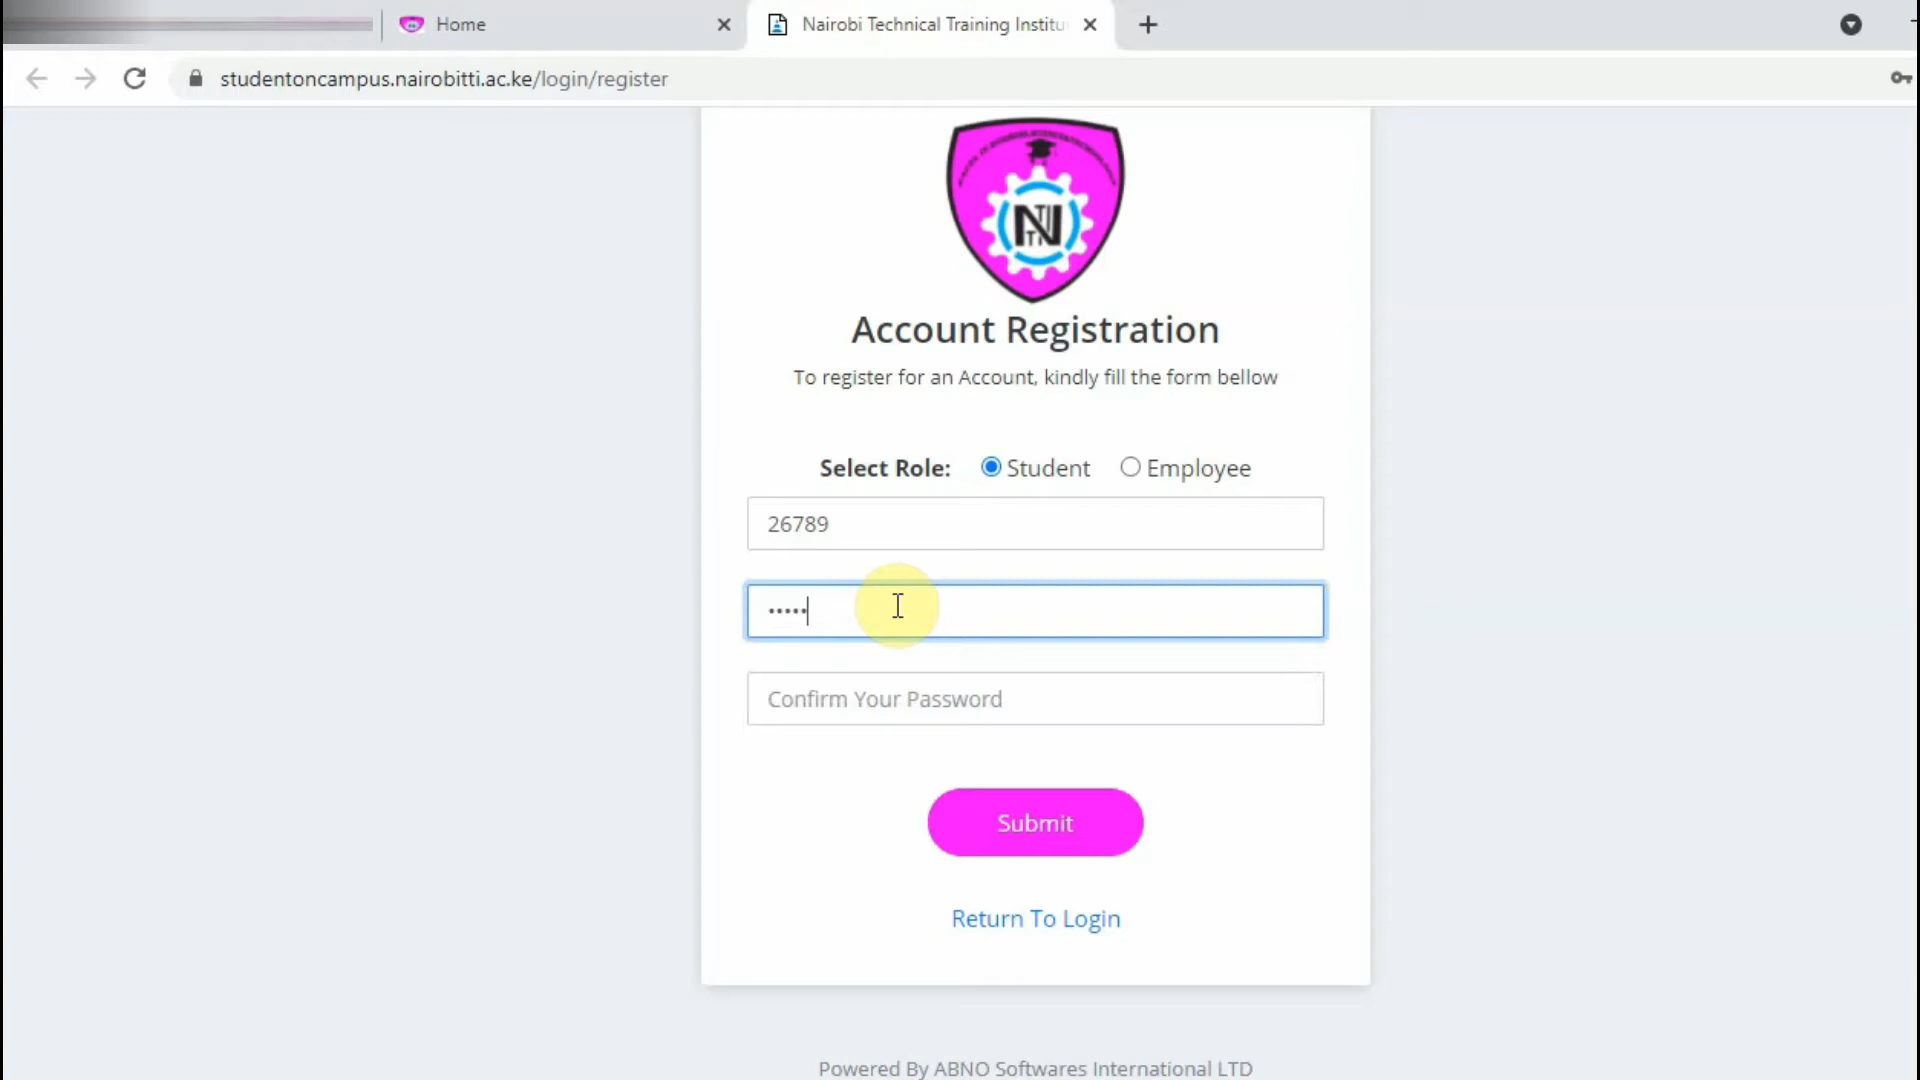 Home
Nairobi Technical Training Institu
studentoncampus.nairobitti.ac.ke/login/register
Account Registration
To register for an Account, kindly fill the form bellow
Select Role: Student Employee
26789
•••••
Confirm Your Password
Submit
Return To Login
Powered By ABNO Softwares International LTD